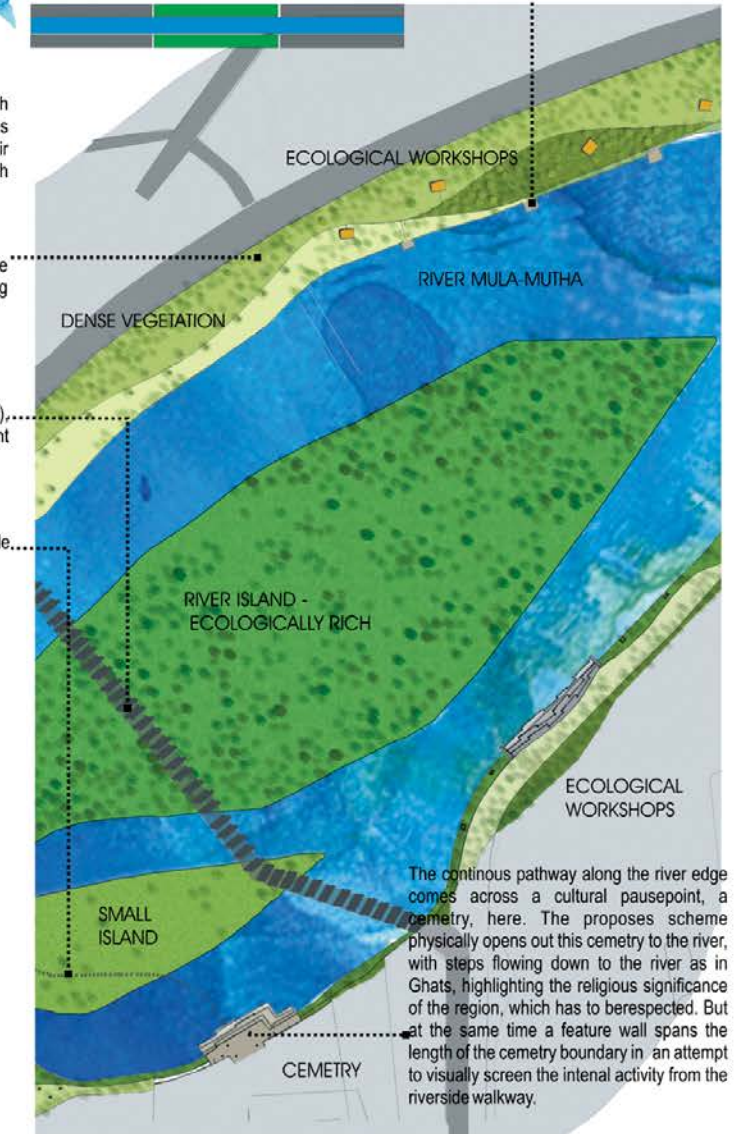 ECOLOGICAL WORKSHOPS
RIVER MULA-MUTHA
DENSE VEGETATION
RIVER ISLAND -
ECOLOGICALLY RICH
ECOLOGICAL
WORKSHOPS
SMALL
ISLAND
CEMETRY
The continous pathway along the river edge
comes across a cultural pausepoint, a
cemetry, here. The proposes scheme
physically opens out this cemetry to the river,
with steps flowing down to the river as in
Ghats, highlighting the religious significance
of the region, which has to berespected. But
at the same time a feature wall spans the
length of the cemetry boundary in an attempt
to visually screen the intenal activity from the
riverside walkway.